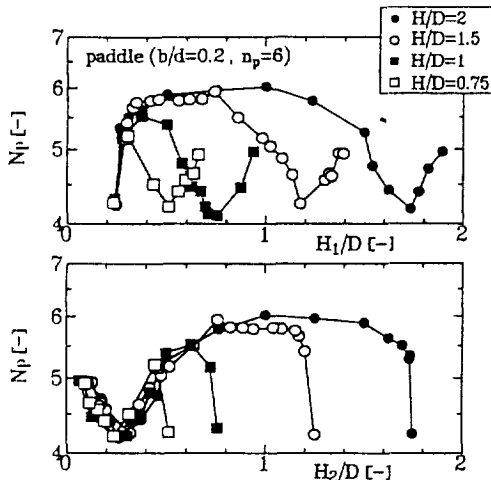 H/D=2
H/D=1.5
H/D=1
H/D=0.75
paddle (b/d=0.2, nₚ=6)
7
6
5
4
Nₚ [-]
0
1
2
H₁/D [-]
7
6
5
4
Nₚ [-]
0
1
2
H₂/D [-]